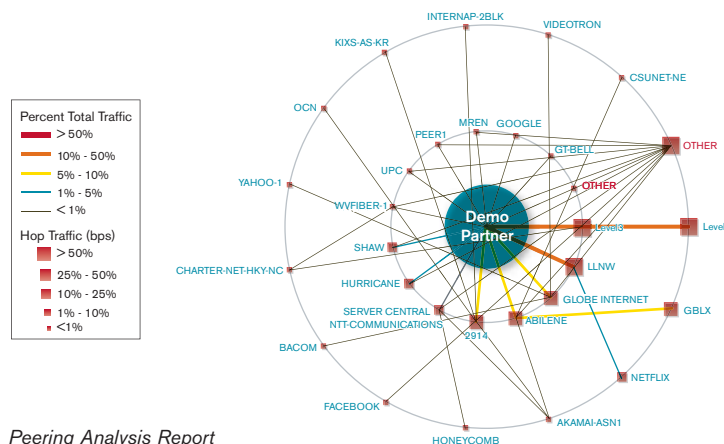 INTERNAP-2BLK
VIDEOTRON
KIXS-AS-KR
CSUNET-NE
OCN
MREN
GOOGLE
PEER1
GT-BELL
OTHER
UPC
YAHOO-1
OTHER
WVFIBER-1
Demo
Partner
Level3
Level
SHAW
LLNW
CHARTER-NET-HKY-NC
HURRICANE
GLOBE INTERNET
GBLX
SERVER CENTRAL
ABILENE
NTT-COMMUNICATIONS
2914
BACOM
NETFLIX
FACEBOOK
AKAMAI-ASN1
HONEYCOMB
Percent Total Traffic
> 50%
10% - 50%
5% - 10%
1% - 5%
< 1%
Hop Traffic (bps)
> 50%
25% - 50%
10% - 25%
1% - 10%
<1%
Peering Analysis Report